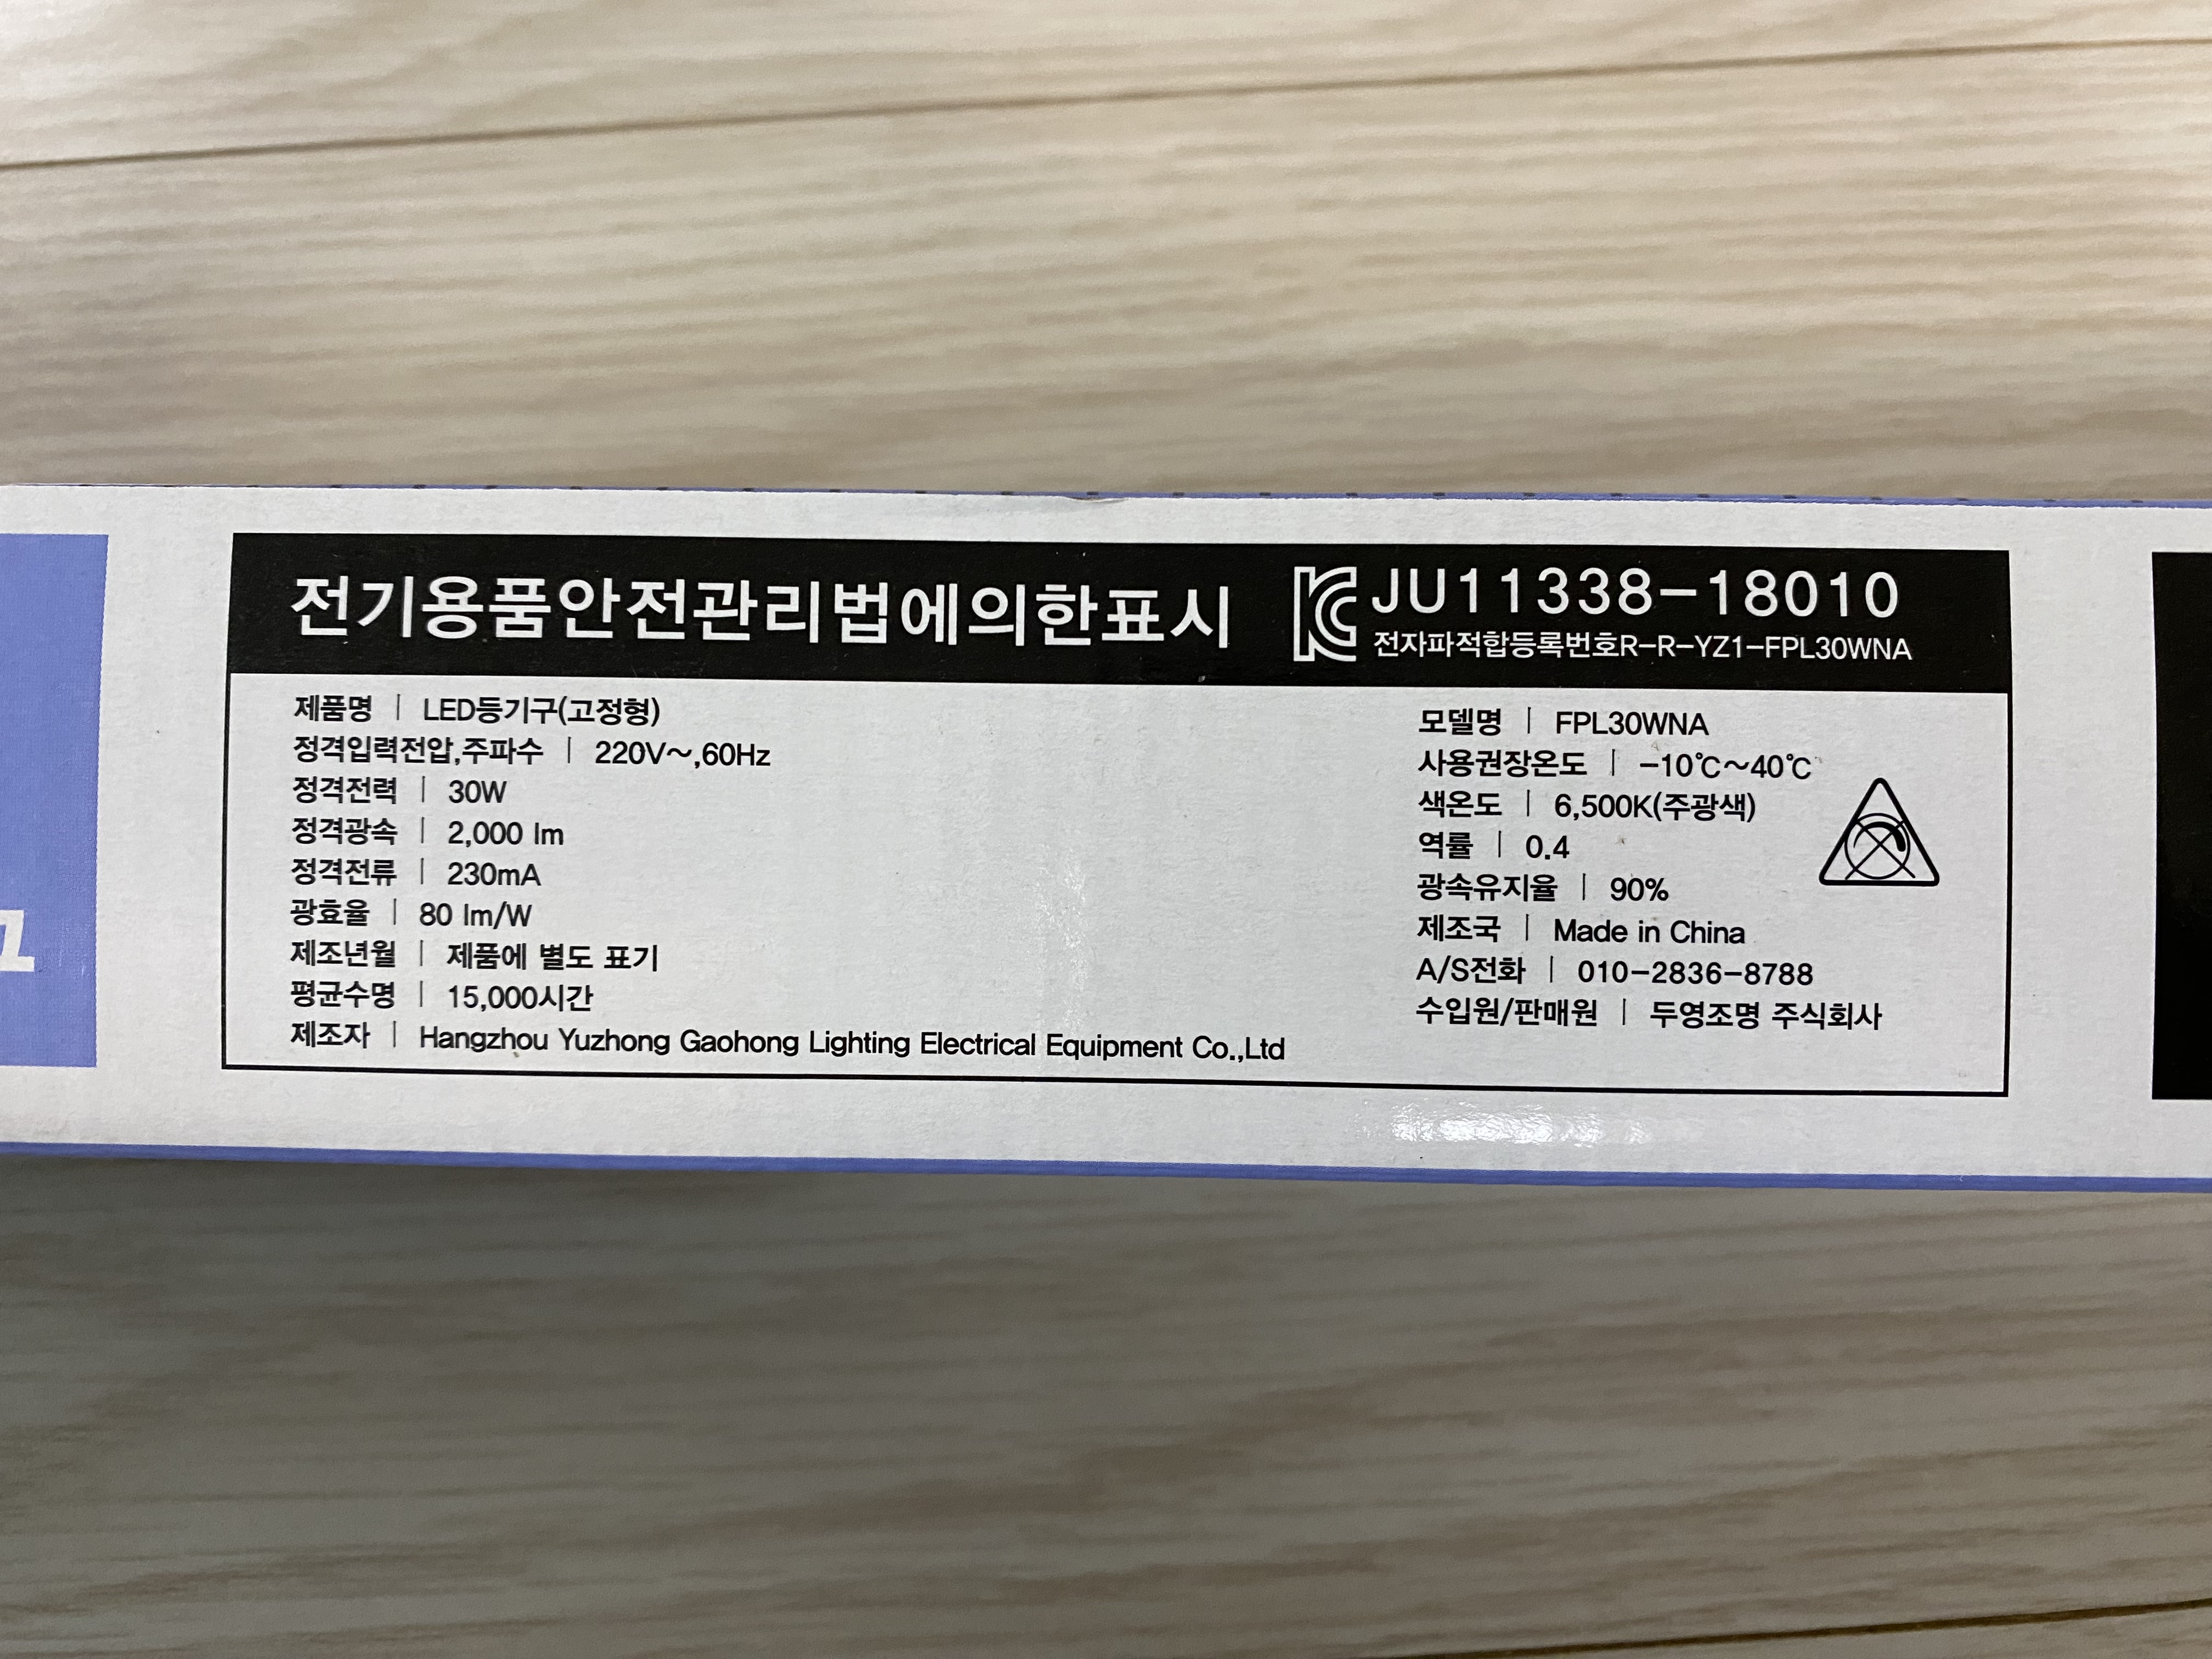 전기용품안전관리법에의한표시
JU11338-18010
전자파적합등록번호R-R-YZ1-FPL30WNA
제품명 | LED등기구(고정형)
정격입력전압,주파수 | 220V~,60Hz
정격전력 | 30W
정격광속 | 2,000 lm
정격전류 | 230mA
광효율 | 80 lm/W
제조년월 | 제품에 별도 표기
평균수명 | 15,000시간
제조자 | Hangzhou Yuzhong Gaohong Lighting Electrical Equipment Co.,Ltd
모델명 | FPL30WNA
사용권장온도 | -10℃~40℃
색온도 | 6,500K(주광색)
역률 | 0.4
광속유지율 | 90%
제조국 | Made in China
A/S전화 | 010-2836-8788
수입원/판매원 | 두영조명 주식회사